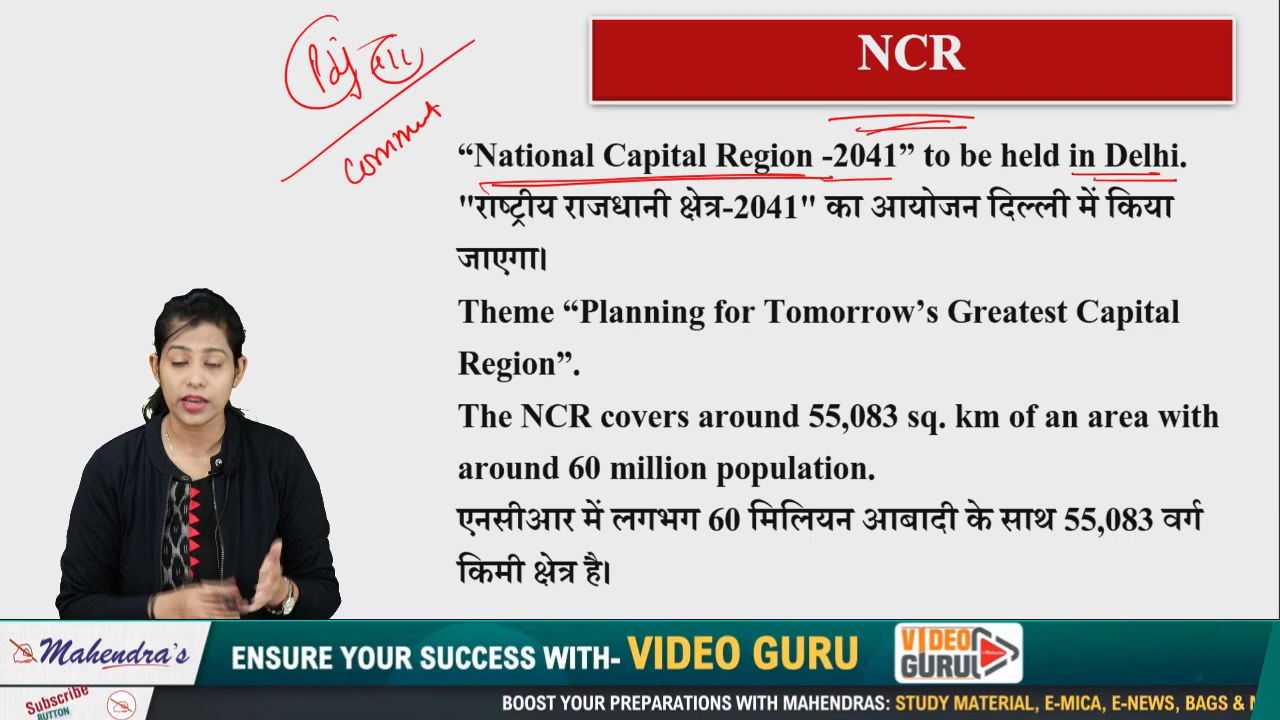 Pdf
comment
NCR
“National Capital Region -2041” to be held in Delhi.
"राष्ट्रीय राजधानी क्षेत्र-2041" का आयोजन दिल्ली में किया
जाएगा।
Theme “Planning for Tomorrow’s Greatest Capital
Region”.
The NCR covers around 55,083 sq. km of an area with
around 60 million population.
एनसीआर में लगभग 60 मिलियन आबादी के साथ 55,083 वर्ग
किमी क्षेत्र है।
Mahendra's
ENSURE YOUR SUCCESS WITH- VIDEO GURU
VIDEO
GURU
Subscribe
BUTTON
BOOST YOUR PREPARATIONS WITH MAHENDRAS: STUDY MATERIAL, E-MICA, E-NEWS, BAGS &